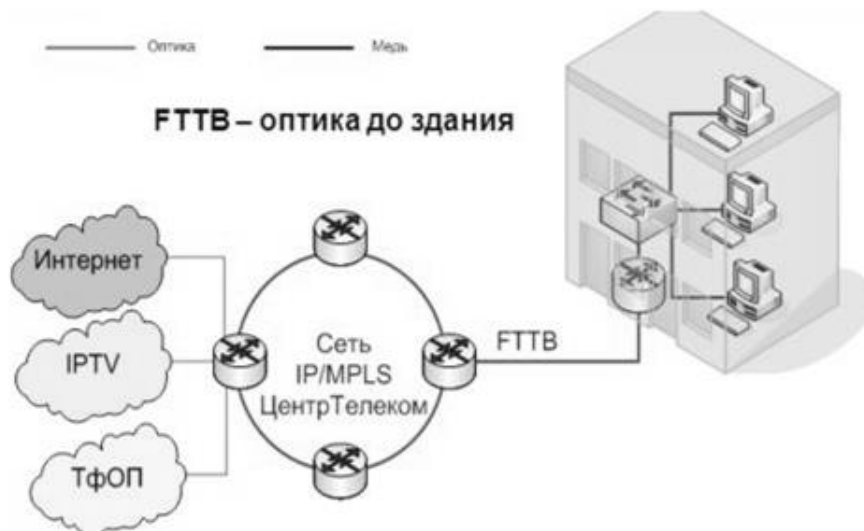 Оптика
Медь
FTTB – оптика до здания
Интернет
IPTV
ТфОП
Сеть
IP/MPLS
ЦентрТелеком
FTTB